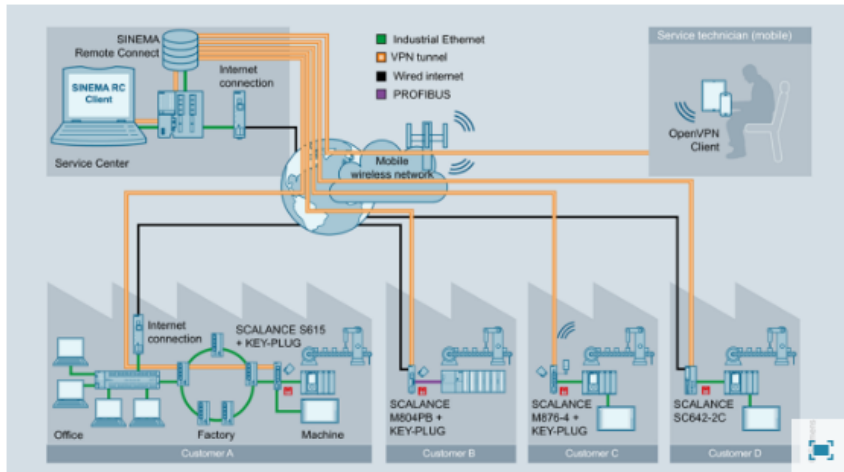 SINEMA
Remote Connect
Internet
connection
SINEMA RC
Client
Service Center
Industrial Ethernet
VPN tunnel
Wired internet
PROFIBUS
Service technician (mobile)
OpenVPN
Client
Mobile
wireless network
Internet
connection
SCALANCE S615
+ KEY-PLUG
Office
Factory
Machine
Customer A
SCALANCE
M804PB +
KEY-PLUG
Customer B
SCALANCE
M876-4 +
KEY-PLUG
Customer C
SCALANCE
SC642-2C
Customer D